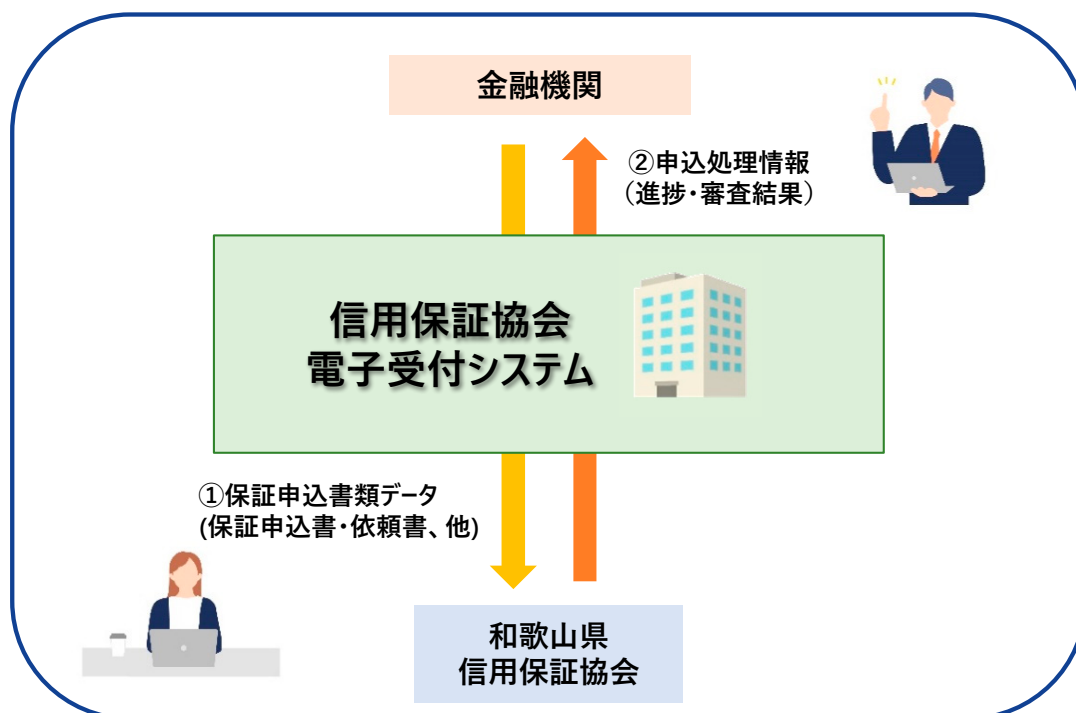 金融機関
②申込処理情報
（進捗・審査結果）
信用保証協会
電子受付システム
①保証申込書類データ
(保証申込書・依頼書、他)
和歌山県
信用保証協会